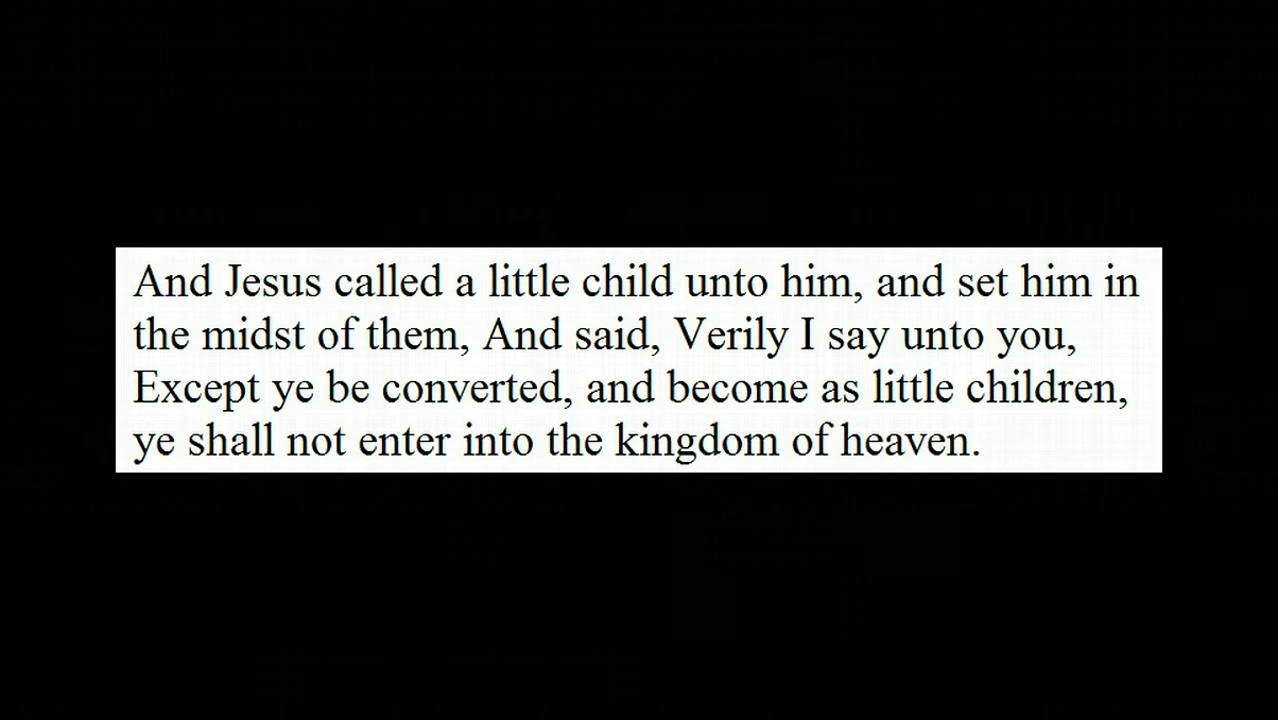 And Jesus called a little child unto him, and set him in
the midst of them, And said, Verily I say unto you,
Except ye be converted, and become as little children,
ye shall not enter into the kingdom of heaven.